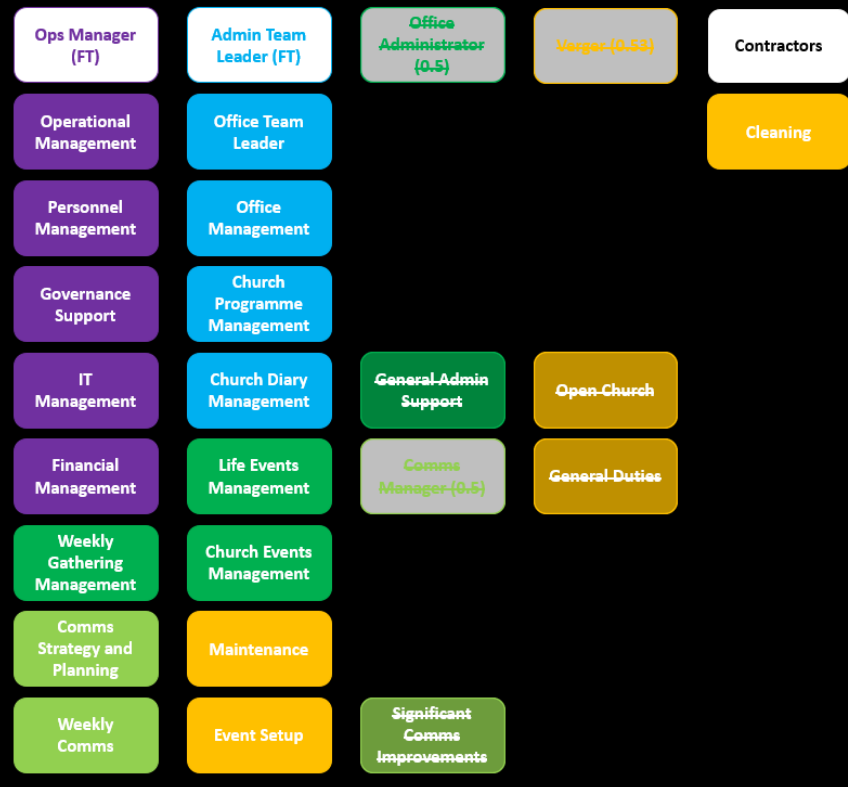 Ops Manager
(FT)
Admin Team
Leader (FT)
Office
Administrator
(0.5)
Verger (0.53)
Contractors
Operational
Management
Office Team
Leader
Cleaning
Personnel
Management
Office
Management
Governance
Support
Church
Programme
Management
IT
Management
Church Diary
Management
General Admin
Support
Open Church
Financial
Management
Life Events
Management
Comms
Manager (0.5)
General Duties
Weekly
Gathering
Management
Church Events
Management
Comms
Strategy and
Planning
Maintenance
Weekly
Comms
Event Setup
Significant
Comms
Improvements